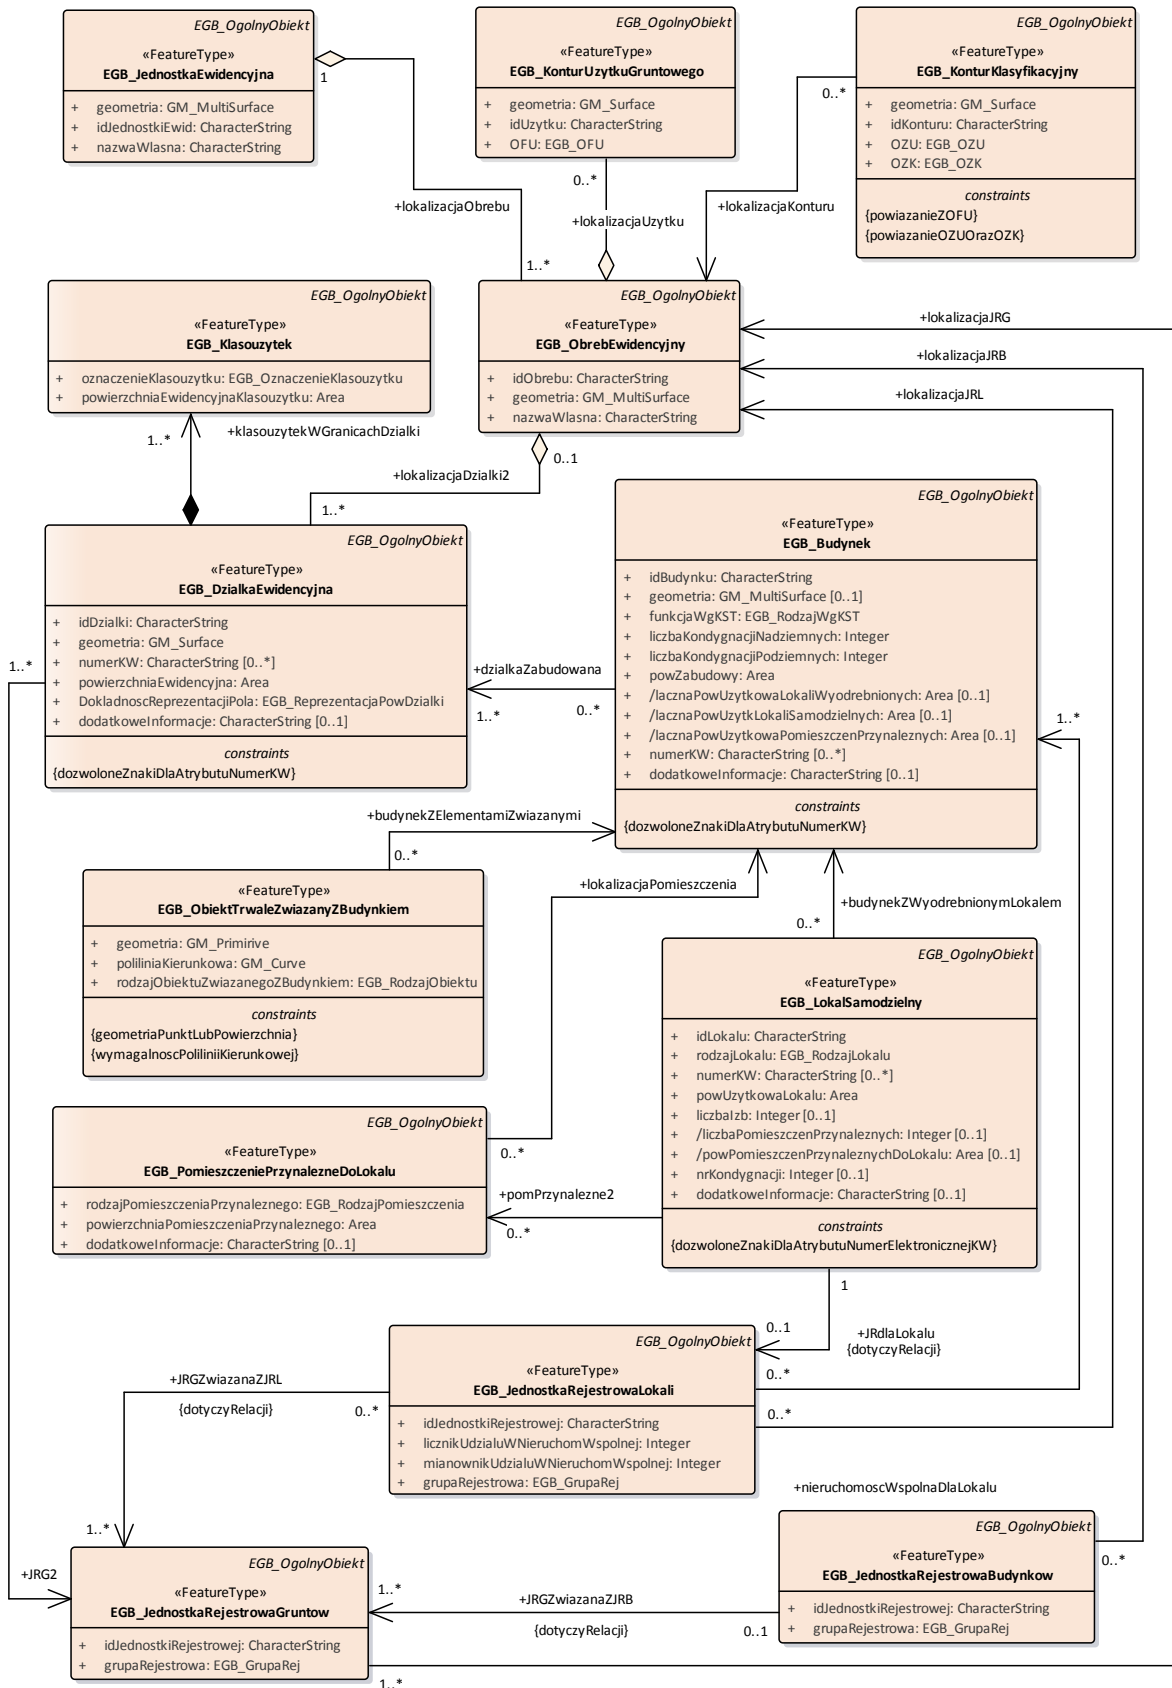 EGB_OgolnyObiekt
«FeatureType»
EGB_JednostkaEwidencyjna
+ geometria: GM_MultiSurface
+ idJednostkiEwid: CharacterString
+ nazwaWlasna: CharacterString
1
EGB_OgolnyObiekt
«FeatureType»
EGB_KonturUzytkuGruntowego
+ geometria: GM_Surface
+ idUzytku: CharacterString
+ OFU: EGB_OFU
0..*
EGB_OgolnyObiekt
«FeatureType»
EGB_KonturKlasyfikacyjny
+ geometria: GM_Surface
+ idKonturu: CharacterString
+ OZU: EGB_OZU
+ OZK: EGB_OZK
constraints
{powiazanieZOFU}
{powiazanieOZUOrazOZK}
0..*
+lokalizacjaObrebu
+lokalizacjaUzytku
+lokalizacjaKonturu
1..*
EGB_OgolnyObiekt
«FeatureType»
EGB_Klasouzytek
+ oznaczenieKlasouzytku: EGB_OznaczenieKlasouzytku
+ powierzchniaEwidencyjnaKlasouzytku: Area
EGB_OgolnyObiekt
«FeatureType»
EGB_ObrebEwidencyjny
+ idObrebu: CharacterString
+ geometria: GM_MultiSurface
+ nazwaWlasna: CharacterString
+lokalizacjaJRG
+lokalizacjaJRB
+lokalizacjaJRL
1..*
+klasouzytekWGranicachDzialki
0..1
+lokalizacjaDzialki2
1..*
EGB_OgolnyObiekt
«FeatureType»
EGB_DzialkaEwidencyjna
+ idDzialki: CharacterString
+ geometria: GM_Surface
+ numerKW: CharacterString [0..*]
+ powierzchniaEwidencyjna: Area
+ DokladnoscReprezentacjiPola: EGB_ReprezentacjaPowDzialki
+ dodatkoweInformacje: CharacterString [0..1]
constraints
{dozwoloneZnakiDlaAtrybutuNumerKW}
1..*
+dzialkaZabudowana
1..*
0..*
EGB_OgolnyObiekt
«FeatureType»
EGB_Budynek
+ idBudynku: CharacterString
+ geometria: GM_MultiSurface [0..1]
+ funkcjaWgKST: EGB_RodzajWgKST
+ liczbaKondygnacjiNadziemnych: Integer
+ liczbaKondygnacjiPodziemnych: Integer
+ powZabudowy: Area
+ /lacznaPowUzytkowaLokaliWyodrebnionych: Area [0..1]
+ /lacznaPowUzytkLokaliSamodzielnych: Area [0..1]
+ /lacznaPowUzytkowaPomieszczenPrzynaleznych: Area [0..1]
+ numerKW: CharacterString [0..*]
+ dodatkoweInformacje: CharacterString [0..1]
constraints
{dozwoloneZnakiDlaAtrybutuNumerKW}
1..*
+budynekZElementamiZwiazanymi
0..*
+lokalizacjaPomieszczenia
+budynekZWyodrebnionymLokalem
0..*
«FeatureType»
EGB_ObiektTrwaleZwiazanyZBudynkiem
+ geometria: GM_Primirive
+ poliliniaKierunkowa: GM_Curve
+ rodzajObiektuZwiazanegoZBudynkiem: EGB_RodzajObiektu
constraints
{geometriaPunktLubPowierzchnia}
{wymagalnoscPoliliniiKierunkowej}
EGB_OgolnyObiekt
«FeatureType»
EGB_LokalSamodzielny
+ idLokalu: CharacterString
+ rodzajLokalu: EGB_RodzajLokalu
+ numerKW: CharacterString [0..*]
+ powUzytkowaLokalu: Area
+ liczbaIzb: Integer [0..1]
+ /liczbaPomieszczenPrzynaleznych: Integer [0..1]
+ /powPomieszczenPrzynaleznychDoLokalu: Area [0..1]
+ nrKondygnacji: Integer [0..1]
+ dodatkoweInformacje: CharacterString [0..1]
constraints
{dozwoloneZnakiDlaAtrybutuNumerElektronicznejKW}
EGB_OgolnyObiekt
«FeatureType»
EGB_PomieszczeniePrzynalezneDoLokalu
+ rodzajPomieszczeniaPrzynaleznego: EGB_RodzajPomieszczenia
+ powierzchniaPomieszczeniaPrzynaleznego: Area
+ dodatkoweInformacje: CharacterString [0..1]
0..*
+pomPrzynalezne2
0..*
1
0..1
+JRdlaLokalu
{dotyczyRelacji}
EGB_OgolnyObiekt
«FeatureType»
EGB_JednostkaRejestrowaLokali
+ idJednostkiRejestrowej: CharacterString
+ licznikUdzialuWNieruchomWspolnej: Integer
+ mianownikUdzialuWNieruchomWspolnej: Integer
+ grupaRejestrowa: EGB_GrupaRej
0..*
0..*
+JRGZwiazanaZJRL
{dotyczyRelacji}
0..*
+nieruchomoscWspolnaDlaLokalu
1..*
+JRG2
EGB_OgolnyObiekt
«FeatureType»
EGB_JednostkaRejestrowaGruntow
+ idJednostkiRejestrowej: CharacterString
+ grupaRejestrowa: EGB_GrupaRej
1..*
+JRGZwiazanaZJRB
{dotyczyRelacji}
0..1
EGB_OgolnyObiekt
«FeatureType»
EGB_JednostkaRejestrowaBudynkow
+ idJednostkiRejestrowej: CharacterString
+ grupaRejestrowa: EGB_GrupaRej
0..*
1..*